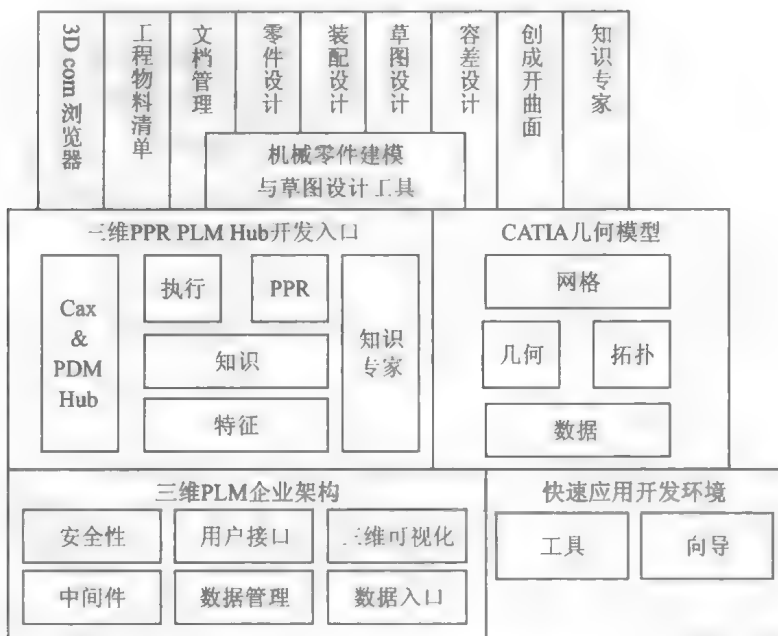 3D com 浏览器
工程物料清单
文档管理
零件设计
装配设计
草图设计
容差设计
创成开曲面
知识专家
机械零件建模
与草图设计工具
三维PPR PLM Hub开发入口
CATIA几何模型
Cax
&
PDM
Hub
执行
PPR
知识
特征
知识
专家
网格
几何
拓扑
数据
三维PLM企业架构
快速应用开发环境
安全性
用户接口
三维可视化
工具
向导
中间件
数据管理
数据入口